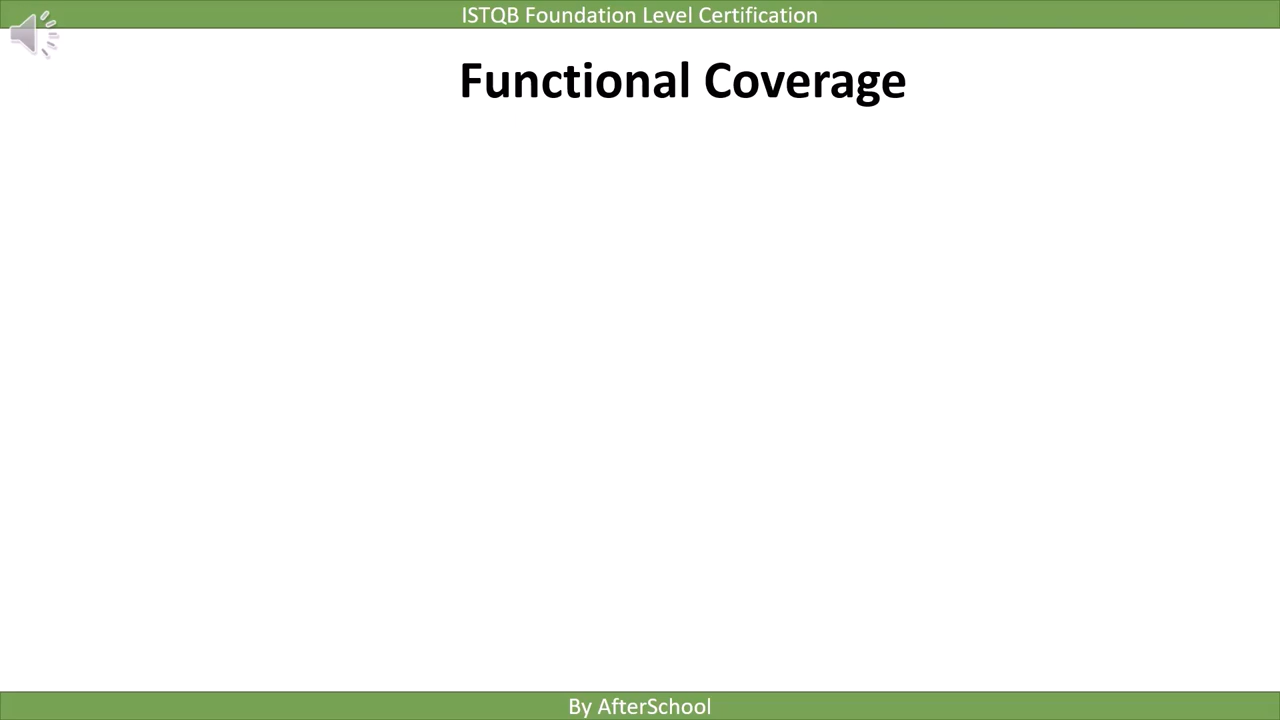 ISTQB Foundation Level Certification
Functional Coverage
By AfterSchool